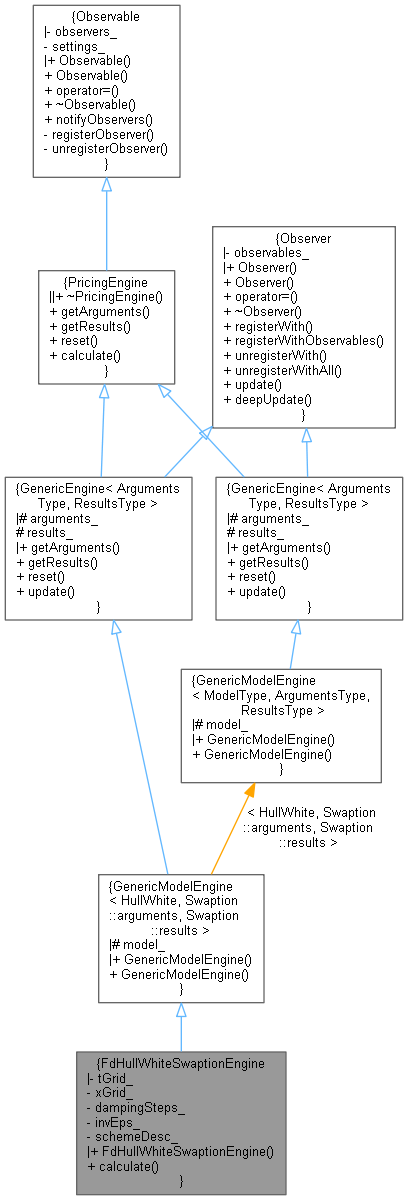 {Observable
|- observers_
- settings_
|+ Observable()
+ Observable()
+ operator=()
+ ~Observable()
+ notifyObservers()
- registerObserver()
- unregisterObserver()
}
{Observer
|- observables_
|+ Observer()
+ Observer()
+ operator=()
+ ~Observer()
+ registerWith()
+ registerWithObservables()
+ unregisterWith()
+ unregisterWithAll()
+ update()
+ deepUpdate()
}
{PricingEngine
||+ ~PricingEngine()
+ getArguments()
+ getResults()
+ reset()
+ calculate()
}
{GenericEngine< Arguments
Type, ResultsType >
|# arguments_
# results_
|+ getArguments()
+ getResults()
+ reset()
+ update()
}
{GenericEngine< Arguments
Type, ResultsType >
|# arguments_
# results_
|+ getArguments()
+ getResults()
+ reset()
+ update()
}
{GenericModelEngine
< ModelType, ArgumentsType,
ResultsType >
|# model_
|+ GenericModelEngine()
+ GenericModelEngine()
}
< HullWhite, Swaption
::arguments, Swaption
::results >
{GenericModelEngine
< HullWhite, Swaption
::arguments, Swaption
::results >
|# model_
|+ GenericModelEngine()
+ GenericModelEngine()
}
{FdHullWhiteSwaptionEngine
|- tGrid_
- xGrid_
- dampingSteps_
- invEps_
- schemeDesc_
|+ FdHullWhiteSwaptionEngine()
+ calculate()
}